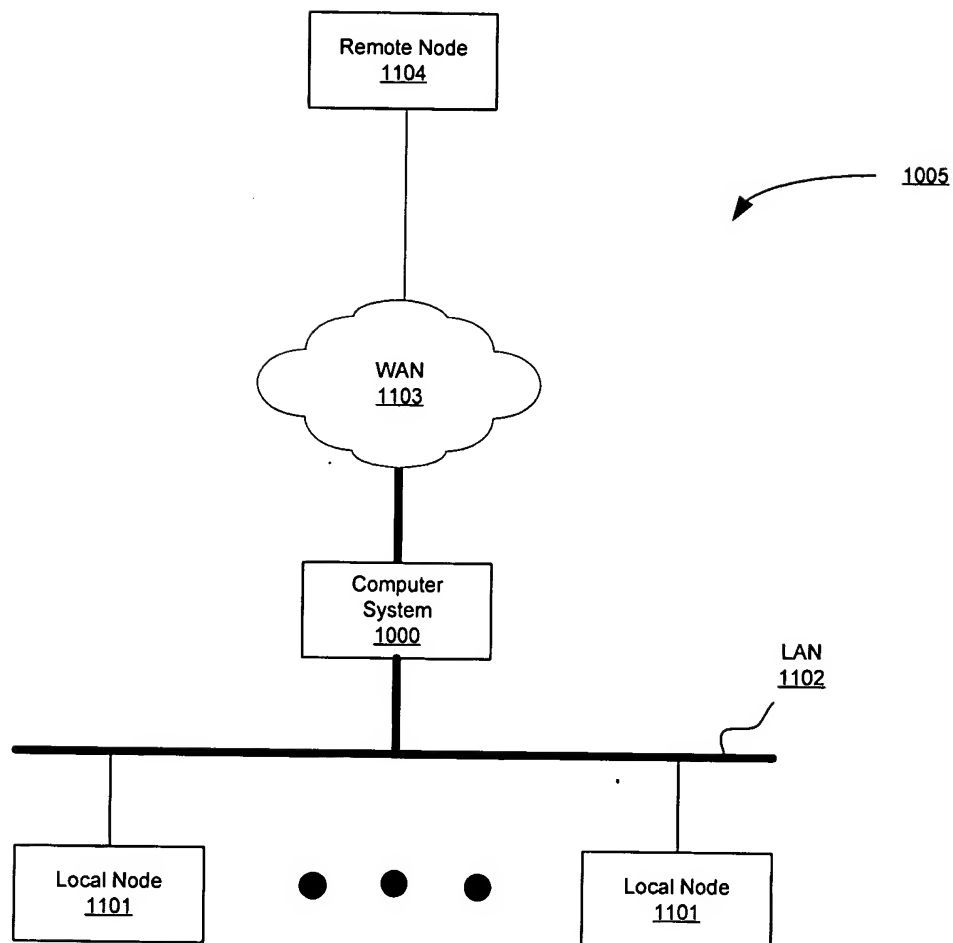 Remote Node
1104
1005
WAN
1103
Computer
System
1000
LAN
1102
Local Node
1101
Local Node
1101